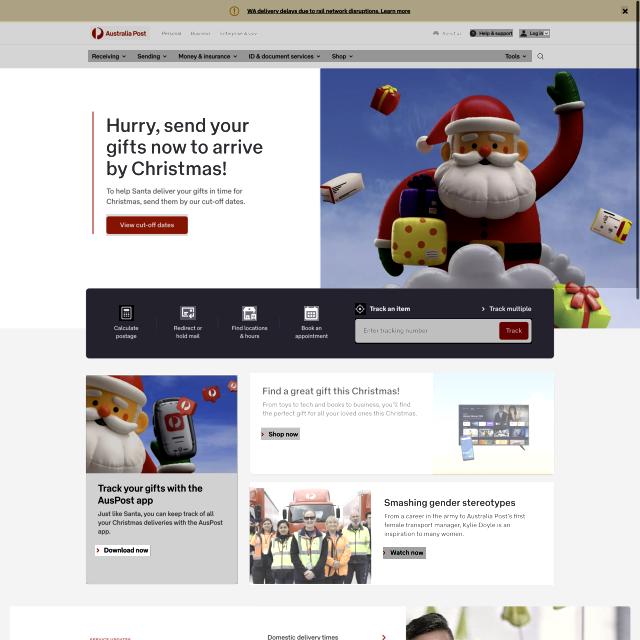 WA delivery delays due to rail network disruptions. Learn more
Australia Post
Personal
Business
Enterprise & Gov
About us
Help & support
Log in
Receiving
Sending
Money & insurance
ID & document services
Shop
Tools
Hurry, send your
gifts now to arrive
by Christmas!
To help Santa deliver your gifts in time for
Christmas, send them by our cut-off dates.
View cut-off dates
Calculate
postage
Redirect or
hold mail
Find locations
& hours
Book an
appointment
Track an item
Track multiple
Enter tracking number
Track
Track your gifts with the
AusPost app
Just like Santa, you can keep track of all
your Christmas deliveries with the AusPost
app.
Download now
Find a great gift this Christmas!
From toys to tech and books to business, you'll find
the perfect gift for all your loved ones this Christmas.
Shop now
Smashing gender stereotypes
From a career in the army to Australia Post's first
female transport manager, Kylie Doyle is an
inspiration to many women.
Watch now
SERVICE UPDATES
Domestic delivery times